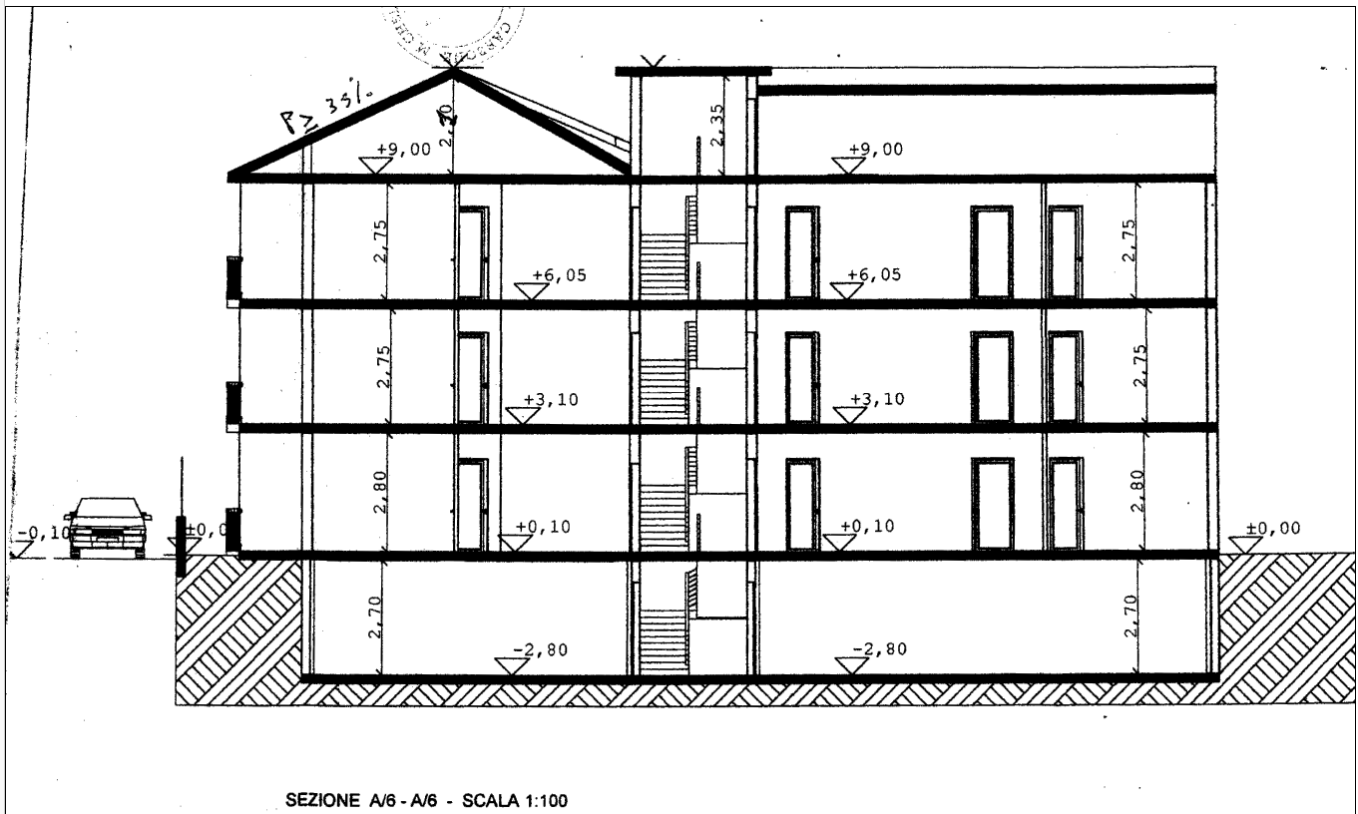 CARBONE M
P ≥ 35%
2,30
2,35
+9,00 +9,00
2,75 2,75
+6,05 +6,05
2,75 2,75
+3,10 +3,10
2,80 2,80
-0,10 ±0,0 +0,10 +0,10 ±0,00
2,70 2,70
-2,80 -2,80
SEZIONE A/6 - A/6 - SCALA 1:100